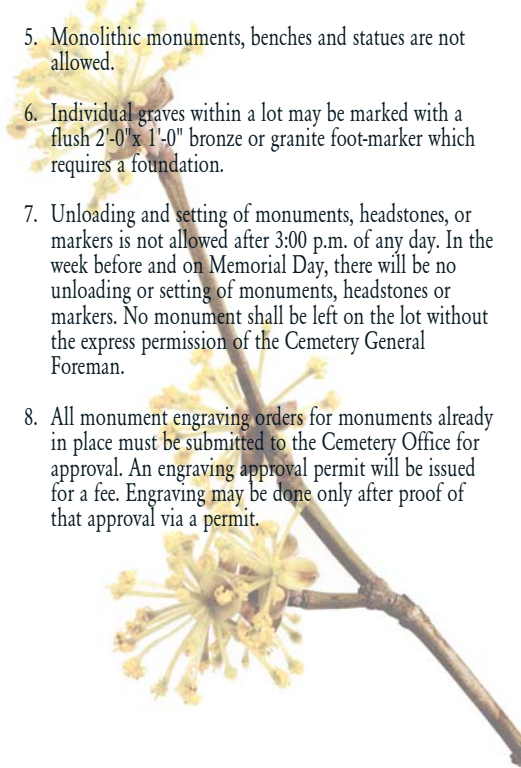 5. Monolithic monuments, benches and statues are not
allowed.
6. Individual graves within a lot may be marked with a
flush 2'-0"x 1'-0" bronze or granite foot-marker which
requires a foundation.
7. Unloading and setting of monuments, headstones, or
markers is not allowed after 3:00 p.m. of any day. In the
week before and on Memorial Day, there will be no
unloading or setting of monuments, headstones or
markers. No monument shall be left on the lot without
the express permission of the Cemetery General
Foreman.
8. All monument engraving orders for monuments already
in place must be submitted to the Cemetery Office for
approval. An engraving approval permit will be issued
for a fee. Engraving may be done only after proof of
that approval via a permit.